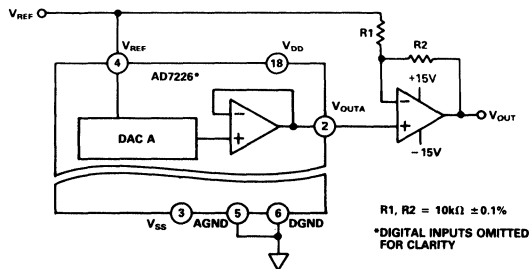 VREF
R1
R2
VREF
VDD
4
18
AD7226*
+15V
VOUTA
DAC A
−
+
2
−
+
VOUT
−15V
VSS
3
AGND
5
6
DGND
R1, R2 = 10kΩ ±0.1%
*DIGITAL INPUTS OMITTED
FOR CLARITY